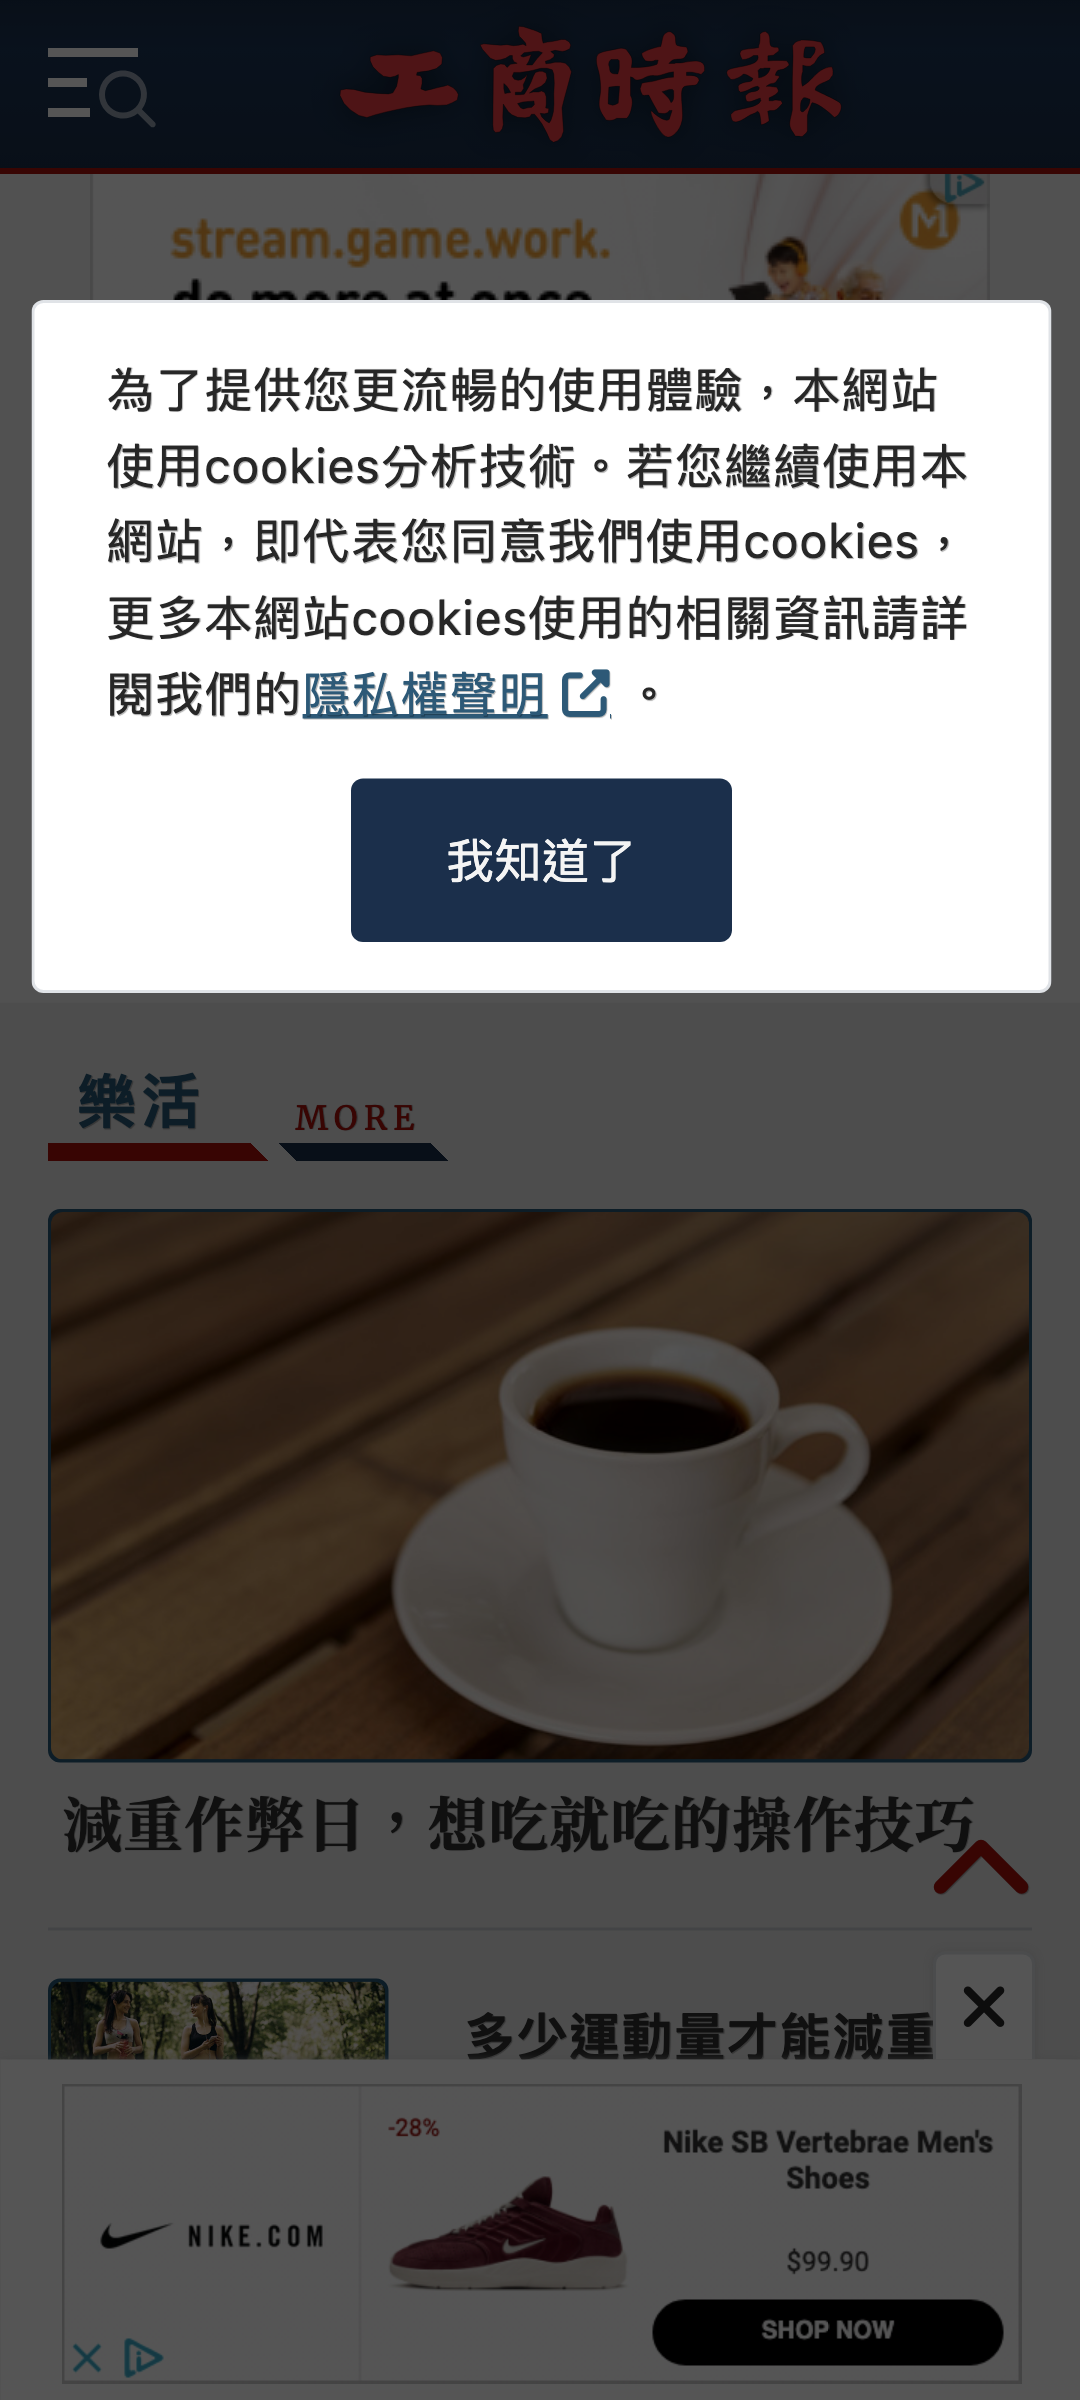 工商時報
stream.game.work.
do more at once
為了提供您更流暢的使用體驗，本網站
使用cookies分析技術。若您繼續使用本
網站，即代表您同意我們使用cookies，
更多本網站cookies使用的相關資訊請詳
閱我們的隱私權聲明。
我知道了
樂活
MORE
減重作弊日，想吃就吃的操作技巧
多少運動量才能減重
-28%
Nike SB Vertebrae Men's
Shoes
NIKE.COM
$99.90
SHOP NOW